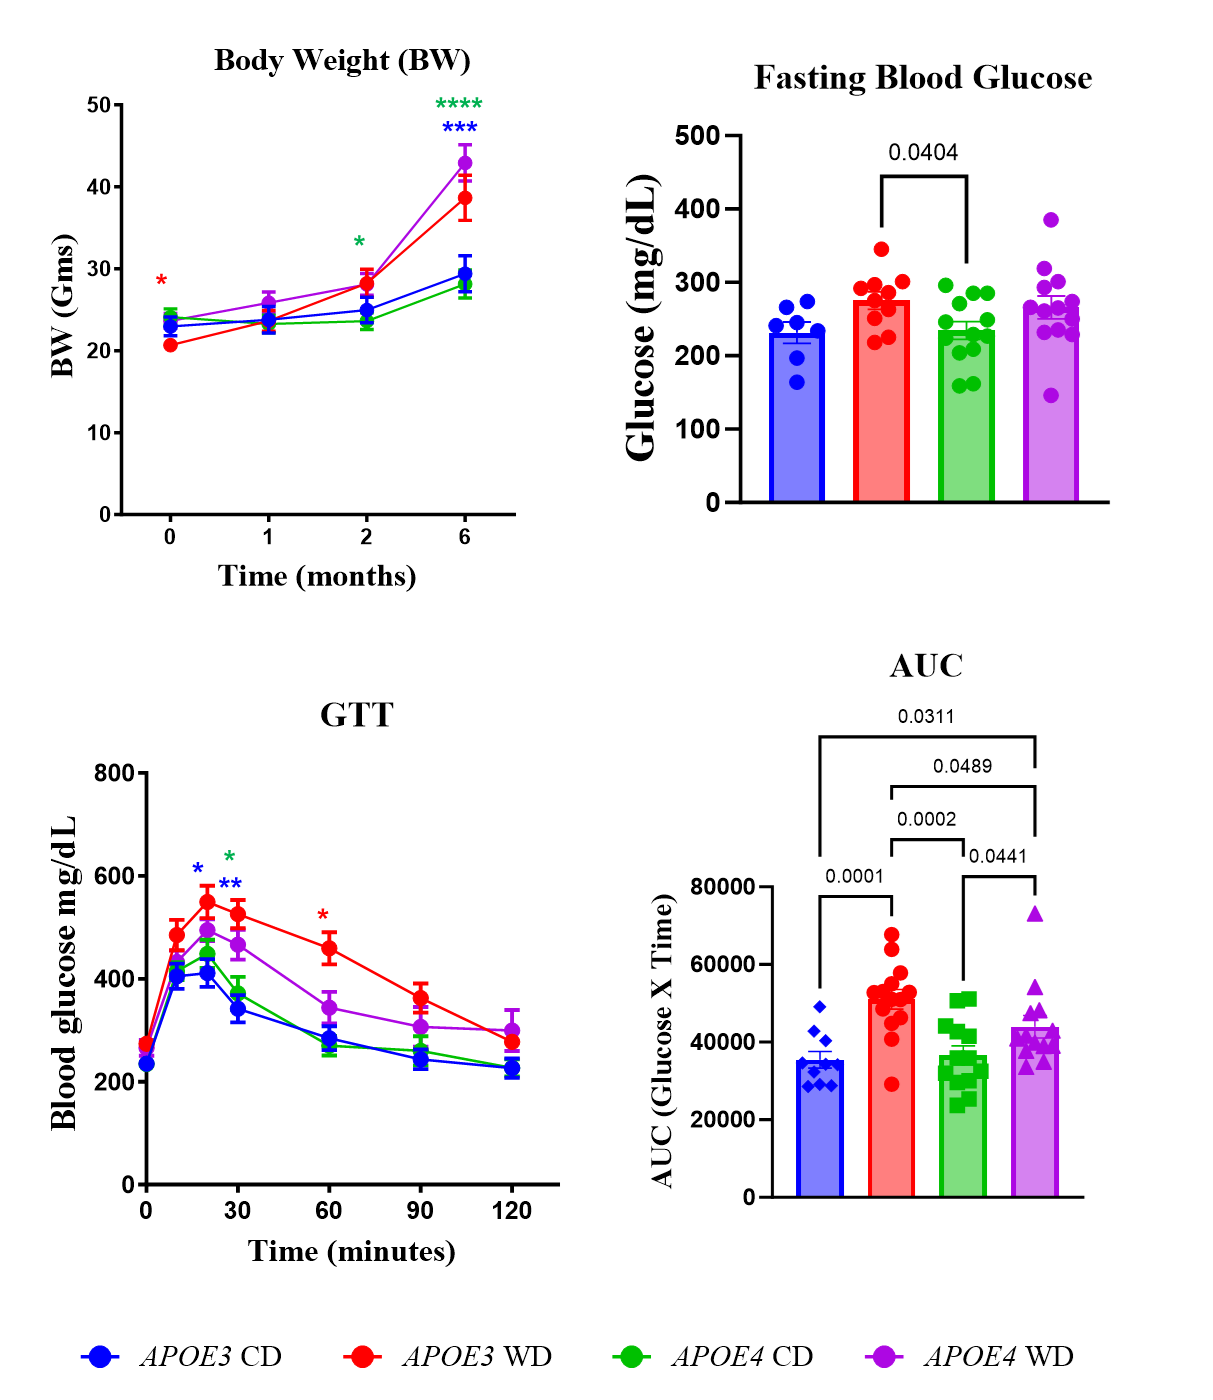 Body Weight (BW)
50
40
30
20
10
0
BW (Gms)
*
*
****
***
0 1 2 6
Time (months)
Fasting Blood Glucose
500
400
300
200
100
0
Glucose (mg/dL)
0.0404
GTT
800
600
400
200
0
Blood glucose mg/dL
*
*
**
*
0 30 60 90 120
Time (minutes)
AUC
0.0311
0.0489
0.0002
0.0441
0.0001
80000
60000
40000
20000
0
AUC (Glucose X Time)
APOE3 CD APOE3 WD APOE4 CD APOE4 WD